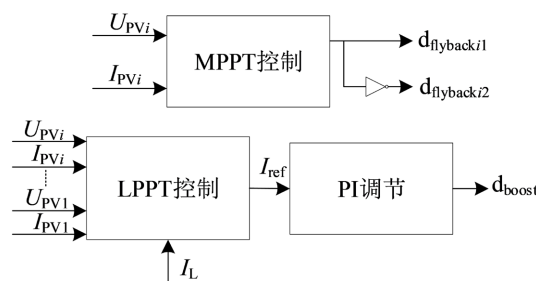 U_PVi
I_PVi
MPPT控制
d_flybacki1
d_flybacki2
U_PVi
I_PVi
U_PV1
I_PV1
LPPT控制
I_ref
PI调节
d_boost
I_L